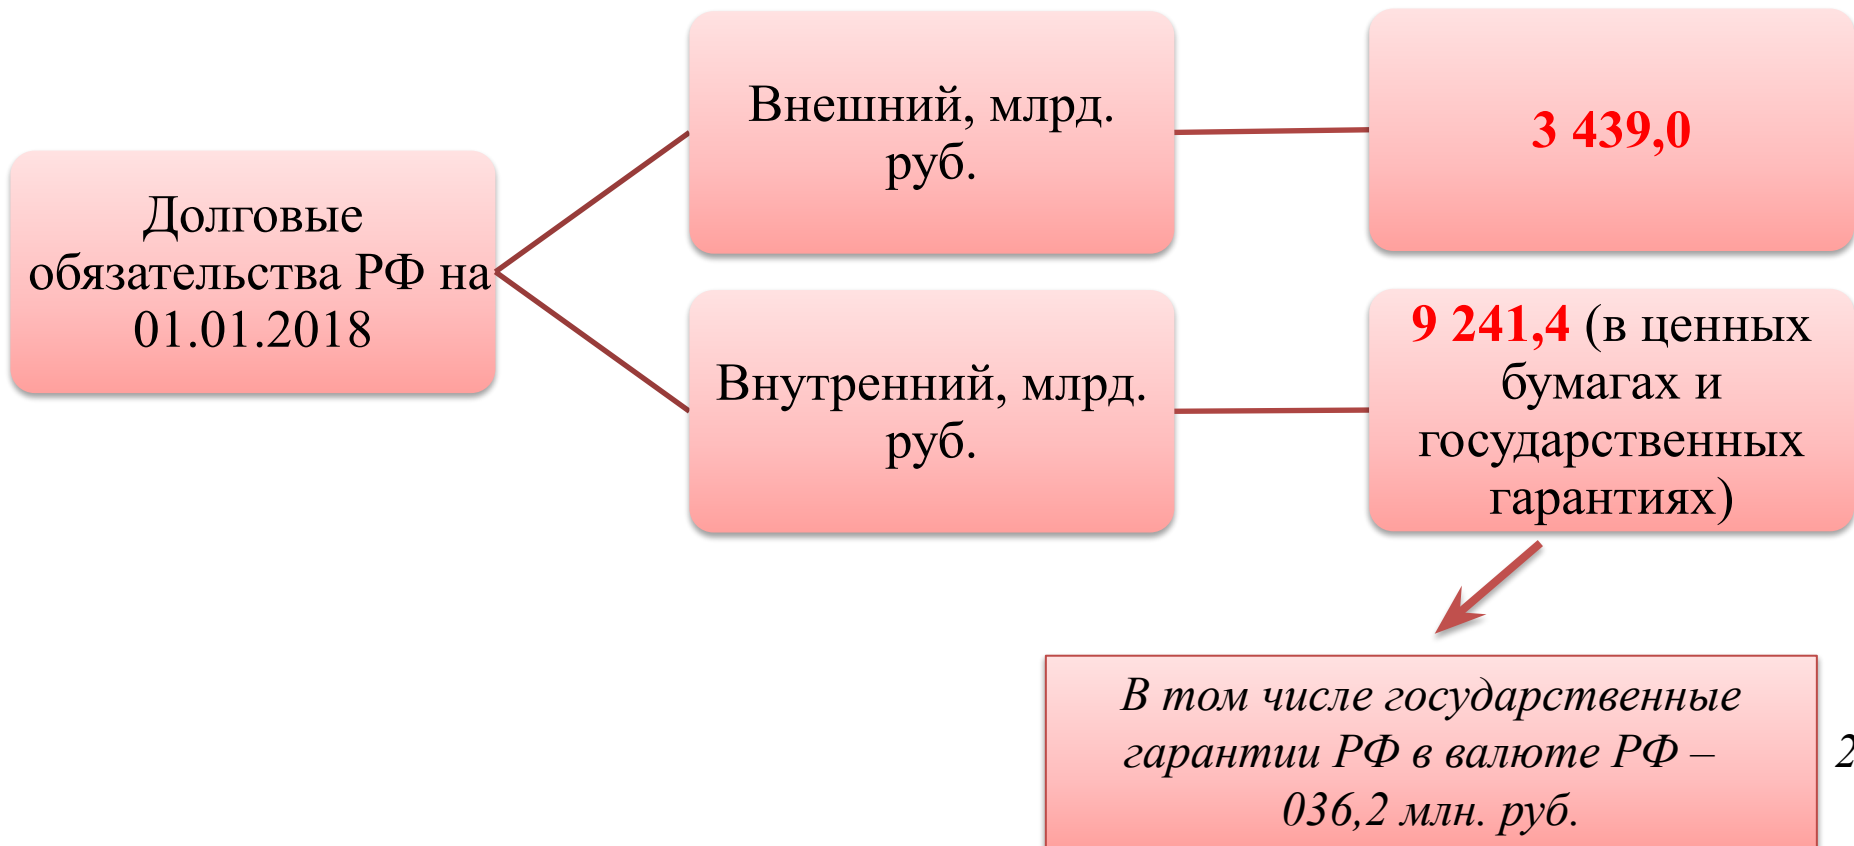 Долговые
обязательства РФ на
01.01.2018
Внешний, млрд.
руб.
3 439,0
Внутренний, млрд.
руб.
9 241,4 (в ценных
бумагах и
государственных
гарантиях)
В том числе государственные
гарантии РФ в валюте РФ – 2
036,2 млн. руб.